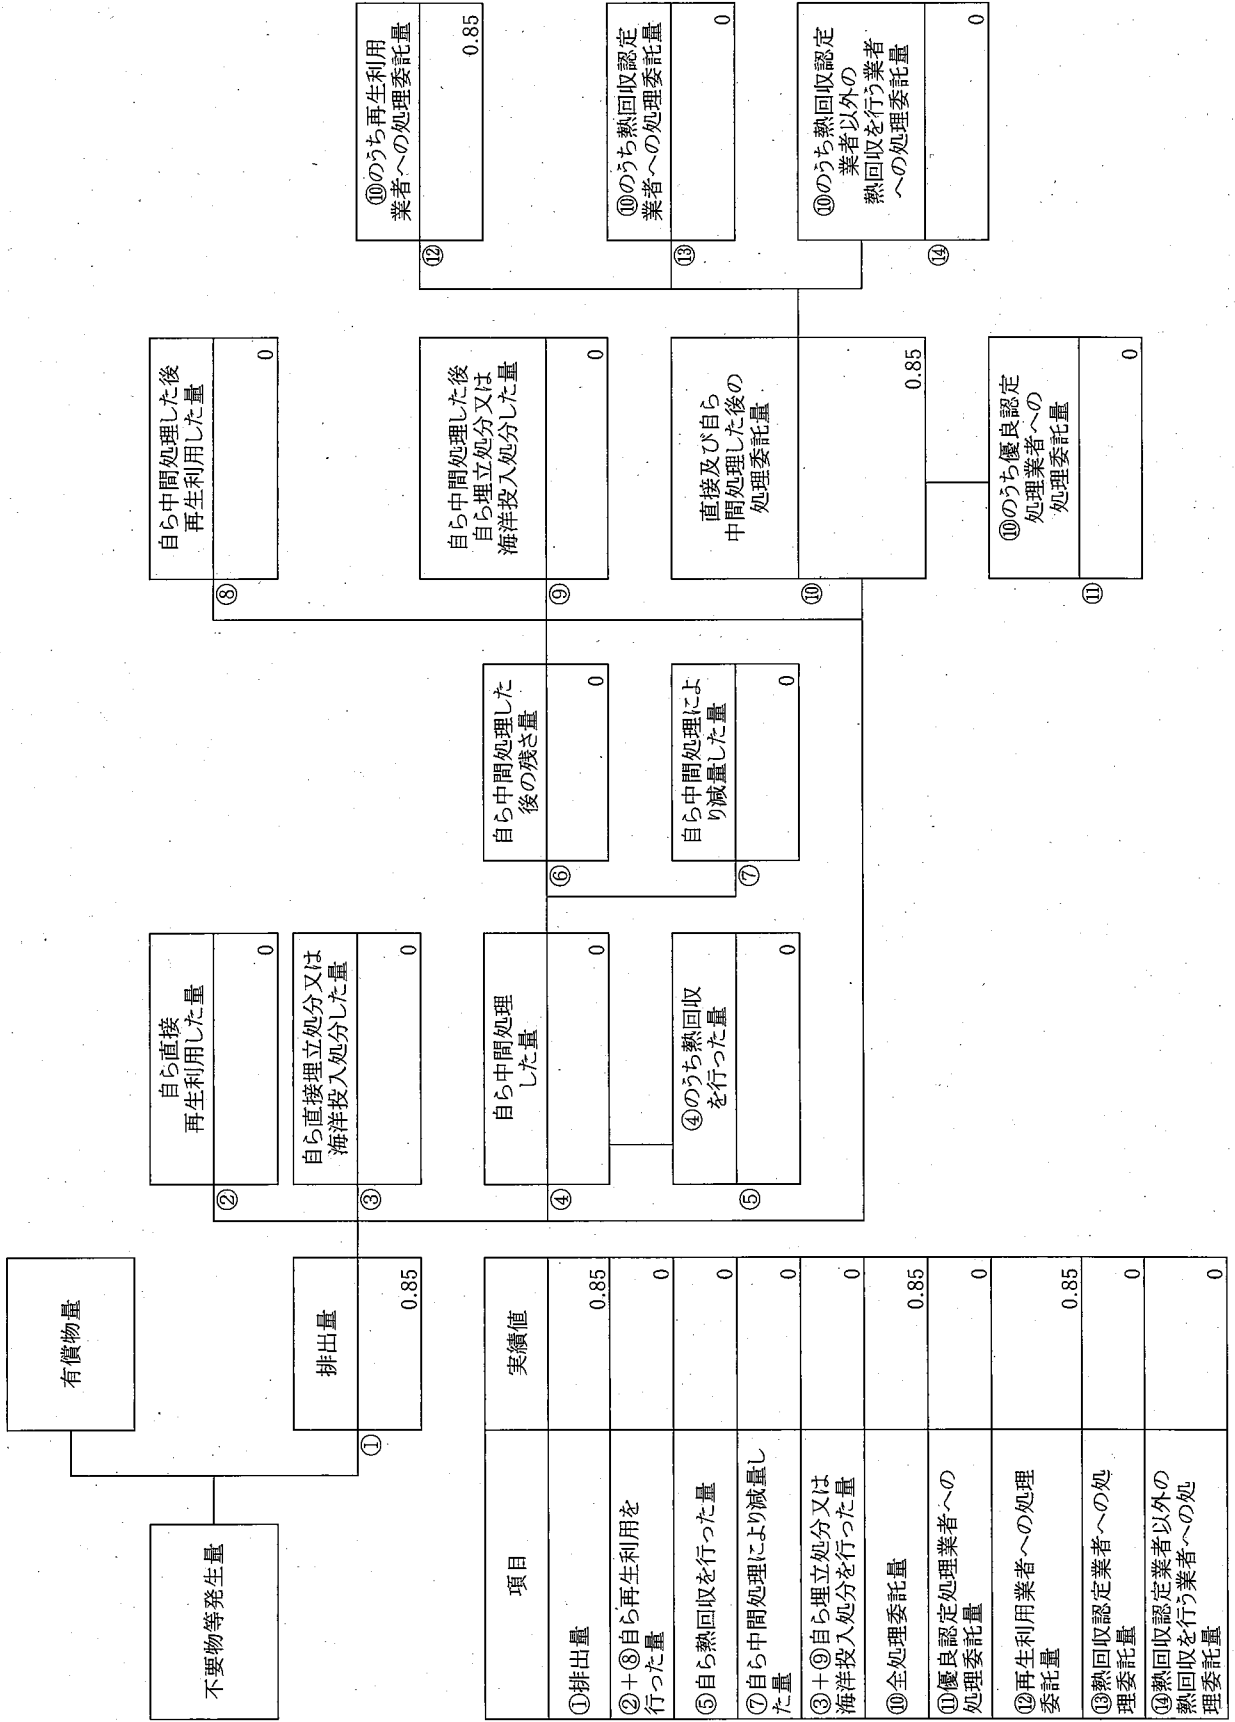 不要物等発生量
有償物量
排出量
①
0.85
自ら直接
再生利用した量
②
0
自ら直接埋立処分又は
海洋投入処分した量
③
0
自ら中間処理
した量
④
0
④のうち熱回収
を行った量
⑤
0
自ら中間処理した
後の残さ量
⑥
0
自ら中間処理によ
り減量した量
⑦
0
自ら中間処理した後
再生利用した量
⑧
0
自ら中間処理した後
自ら埋立処分又は
海洋投入処分した量
⑨
0
直接及び自ら
中間処理した後の
処理委託量
⑩
0.85
⑩のうち優良認定
処理業者への
処理委託量
⑪
0
⑩のうち再生利用
業者への処理委託量
⑫
0.85
⑩のうち熱回収認定
業者への処理委託量
⑬
0
⑩のうち熱回収認定
業者以外の
熱回収を行う業者
への処理委託量
⑭
0
項目 実績値
①排出量 0.85
②+⑧自ら再生利用を
行った量 0
⑤自ら熱回収を行った量 0
⑦自ら中間処理により減量し
た量 0
③+⑨自ら埋立処分又は
海洋投入処分を行った量 0
⑩全処理委託量 0.85
⑪優良認定処理業者への
処理委託量 0
⑫再生利用業者への処理
委託量 0.85
⑬熱回収認定業者への処
理委託量 0
⑭熱回収認定業者以外の
熱回収を行う業者への処
理委託量 0